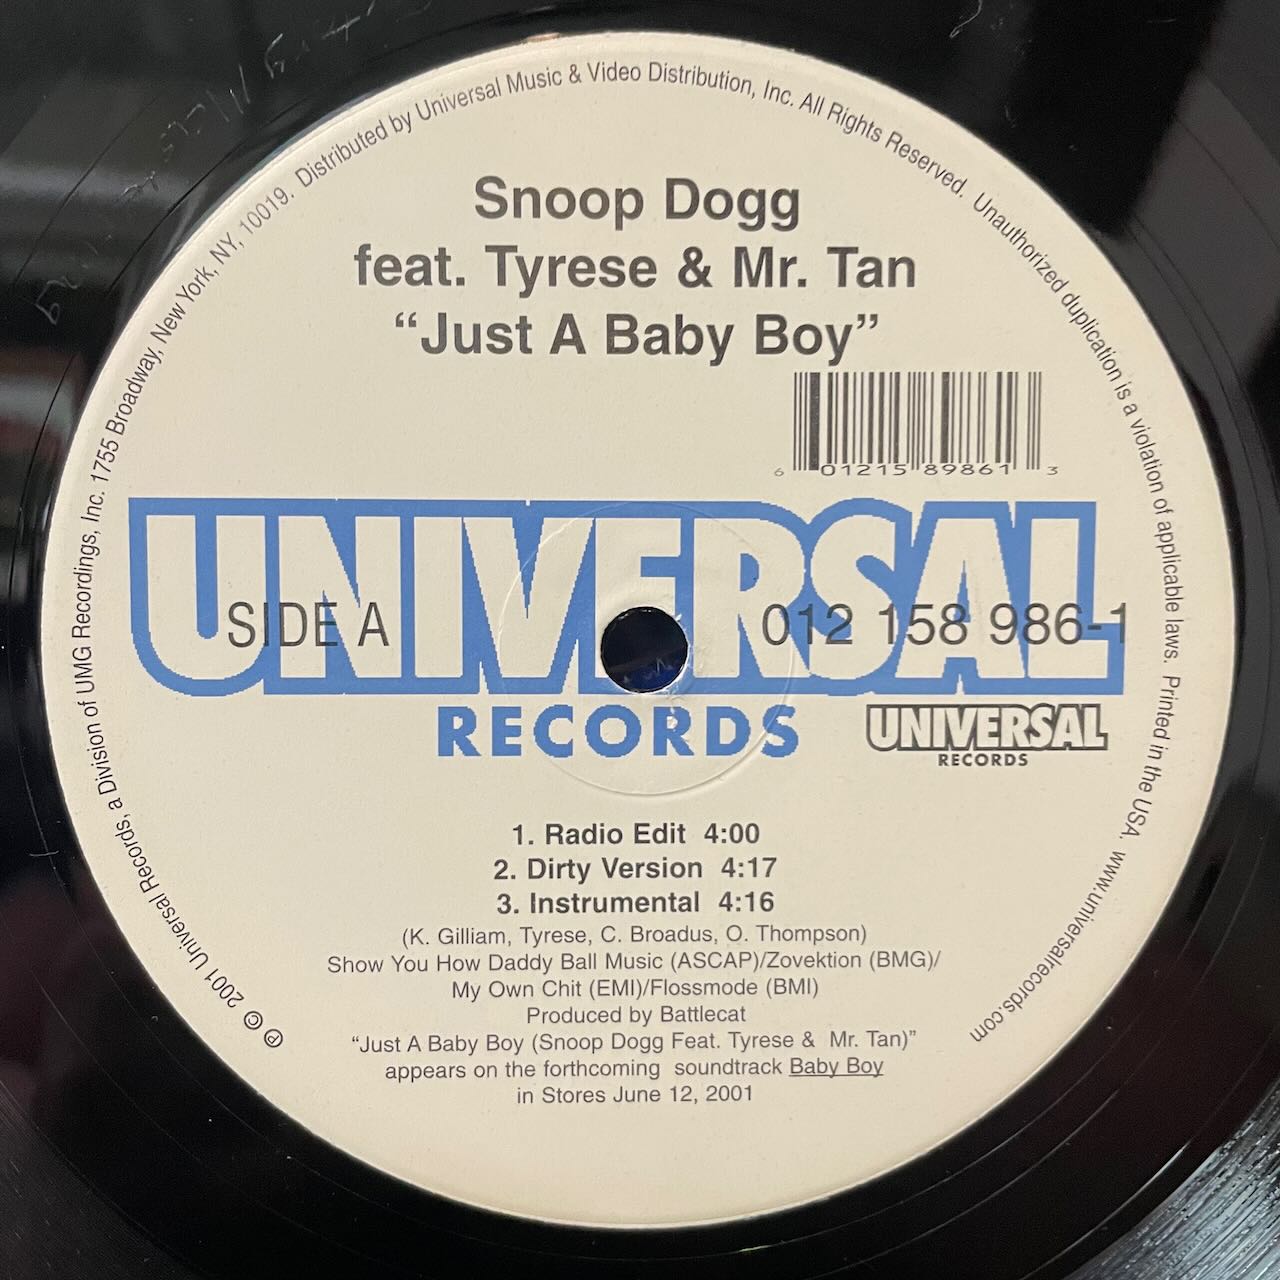 Snoop Dogg
feat. Tyrese & Mr. Tan
“Just A Baby Boy”
6 01215 89861 3
UNIVERSAL
SIDE A
012 158 986-1
RECORDS
UNIVERSAL
RECORDS
1. Radio Edit 4:00
2. Dirty Version 4:17
3. Instrumental 4:16
(K. Gilliam, Tyrese, C. Broadus, O. Thompson)
Show You How Daddy Ball Music (ASCAP)/Zovektion (BMG)/
My Own Chit (EMI)/Flossmode (BMI)
Produced by Battlecat
“Just A Baby Boy (Snoop Dogg Feat. Tyrese & Mr. Tan)”
appears on the forthcoming soundtrack Baby Boy
in Stores June 12, 2001
℗ © 2001 Universal Records, a Division of UMG Recordings, Inc. 1755 Broadway, New York, NY, 10019. Distributed by Universal Music & Video Distribution, Inc. All Rights Reserved. Unauthorized duplication is a violation of applicable laws. Printed in the USA. www.universalrecords.com